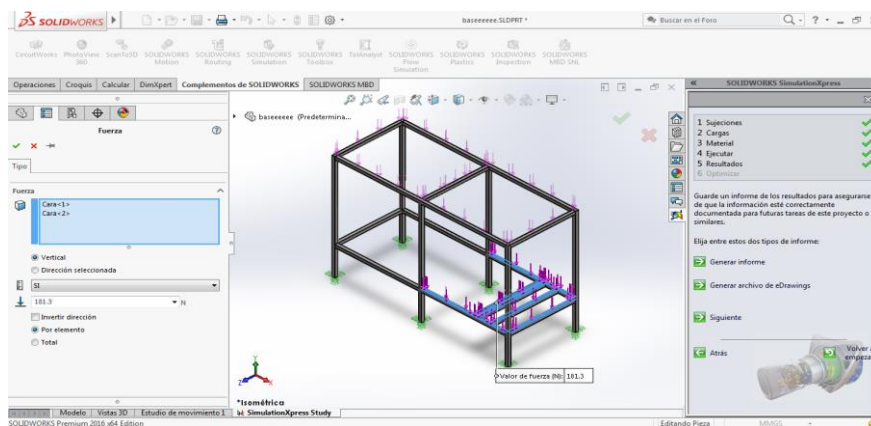 SOLIDWORKS
baseeeeee.SLDPRT *
Buscar en el Foro
CircuitWorks
PhotoView 360
ScanTo3D
SOLIDWORKS Motion
SOLIDWORKS Routing
SOLIDWORKS Simulation
SOLIDWORKS Toolbox
TolAnalyst
SOLIDWORKS Flow Simulation
SOLIDWORKS Plastics
SOLIDWORKS Inspection
SOLIDWORKS MBD SNL
Operaciones
Croquis
Calcular
DimXpert
Complementos de SOLIDWORKS
SOLIDWORKS MBD
SOLIDWORKS SimulationXpress
baseeeeee (Predetermina...
Fuerza
Tipo
Fuerza
Cara<1>
Cara<2>
Vertical
Dirección seleccionada
SI
181.3
N
Invertir dirección
Por elemento
Total
Valor de fuerza (N): 181.3
Y
Z
X
*Isométrica
1 Sujeciones
2 Cargas
3 Material
4 Ejecutar
5 Resultados
6 Optimizar
Guarde un informe de los resultados para asegurarse
de que la información esté correctamente
documentada para futuras tareas de este proyecto o
similares.
Elija entre estos dos tipos de informe:
Generar informe
Generar archivo de eDrawings
Siguiente
Atrás
Volver a
empeza
Modelo
Vistas 3D
Estudio de movimiento 1
SimulationXpress Study
SOLIDWORKS Premium 2016 x64 Edition
Editando Pieza
MMGS